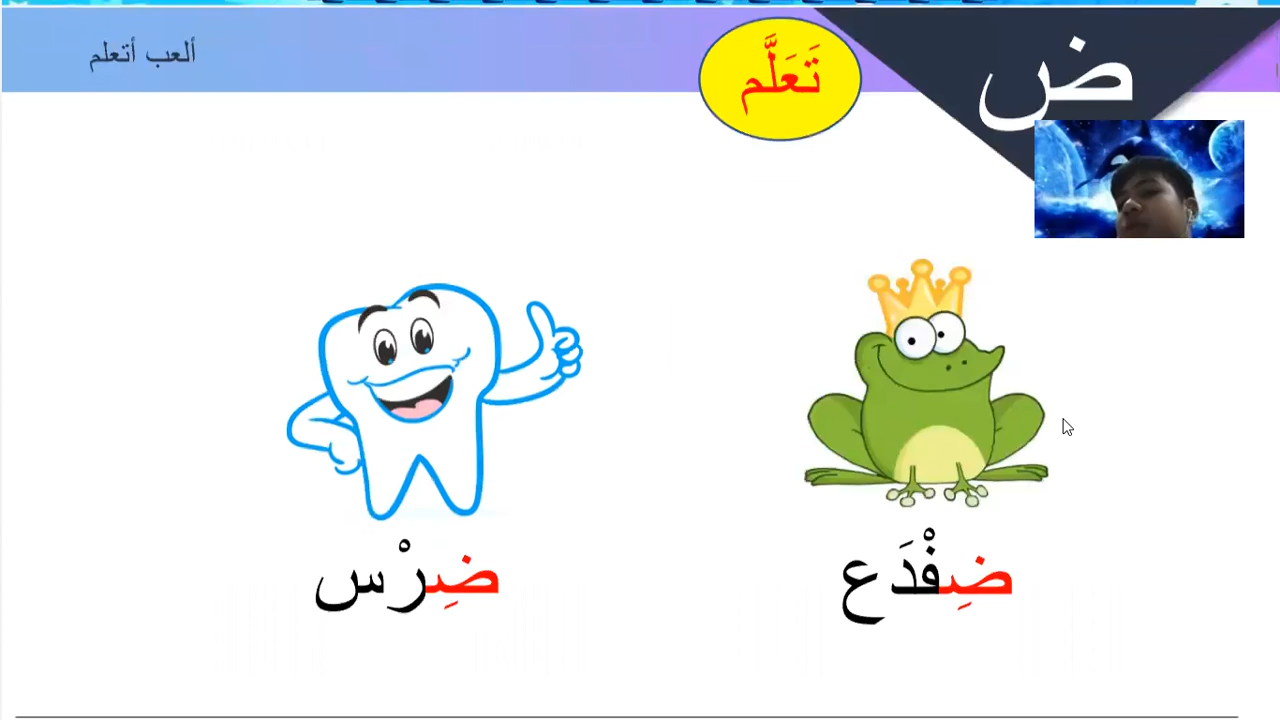 ض
تَعَلَّم
ألعب أتعلم
ضِفْدَع
ضِرْس